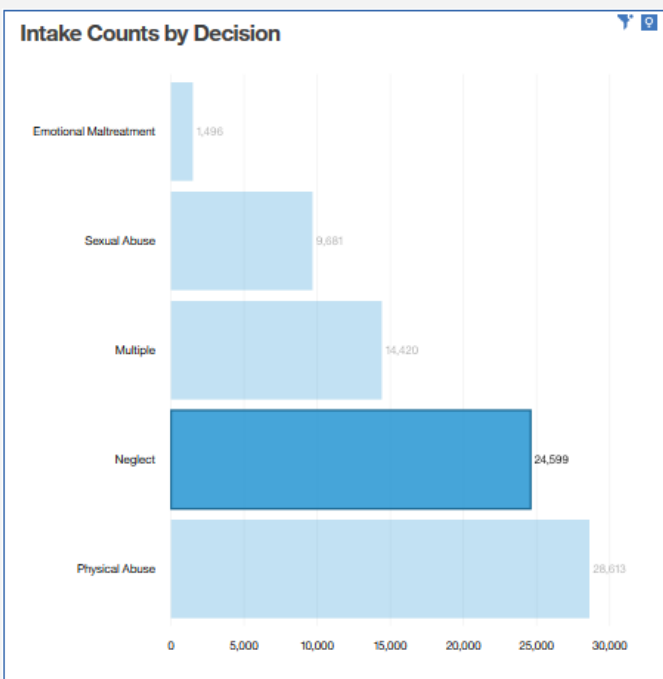 Intake Counts by Decision
Emotional Maltreatment 1,496
Sexual Abuse 9,681
Multiple 14,420
Neglect 24,599
Physical Abuse 28,613
0 5,000 10,000 15,000 20,000 25,000 30,000